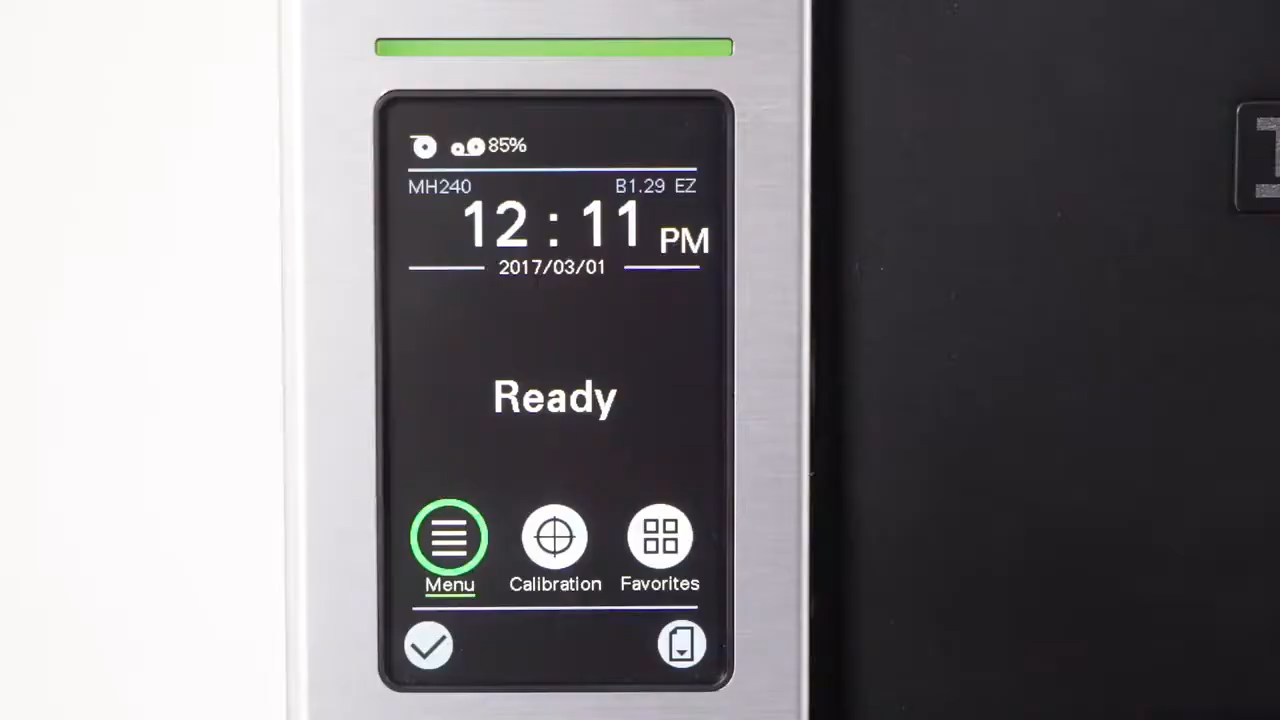 85%
MH240 B1.29 EZ
12 : 11 PM
2017/03/01
Ready
Menu Calibration Favorites